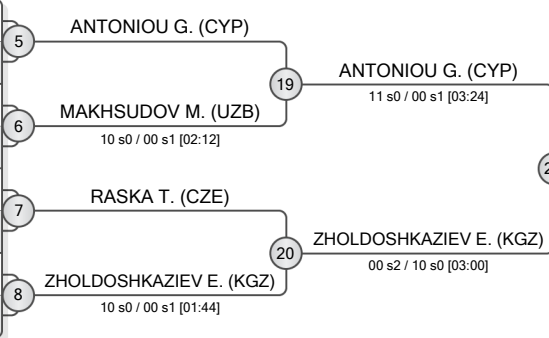 ANTONIOU G. (CYP)
5
19
ANTONIOU G. (CYP)
11 s0 / 00 s1 [03:24]
MAKHSUDOV M. (UZB)
6
10 s0 / 00 s1 [02:12]
RASKA T. (CZE)
7
20
ZHOLDOSHKAZIEV E. (KGZ)
00 s2 / 10 s0 [03:00]
ZHOLDOSHKAZIEV E. (KGZ)
8
10 s0 / 00 s1 [01:44]